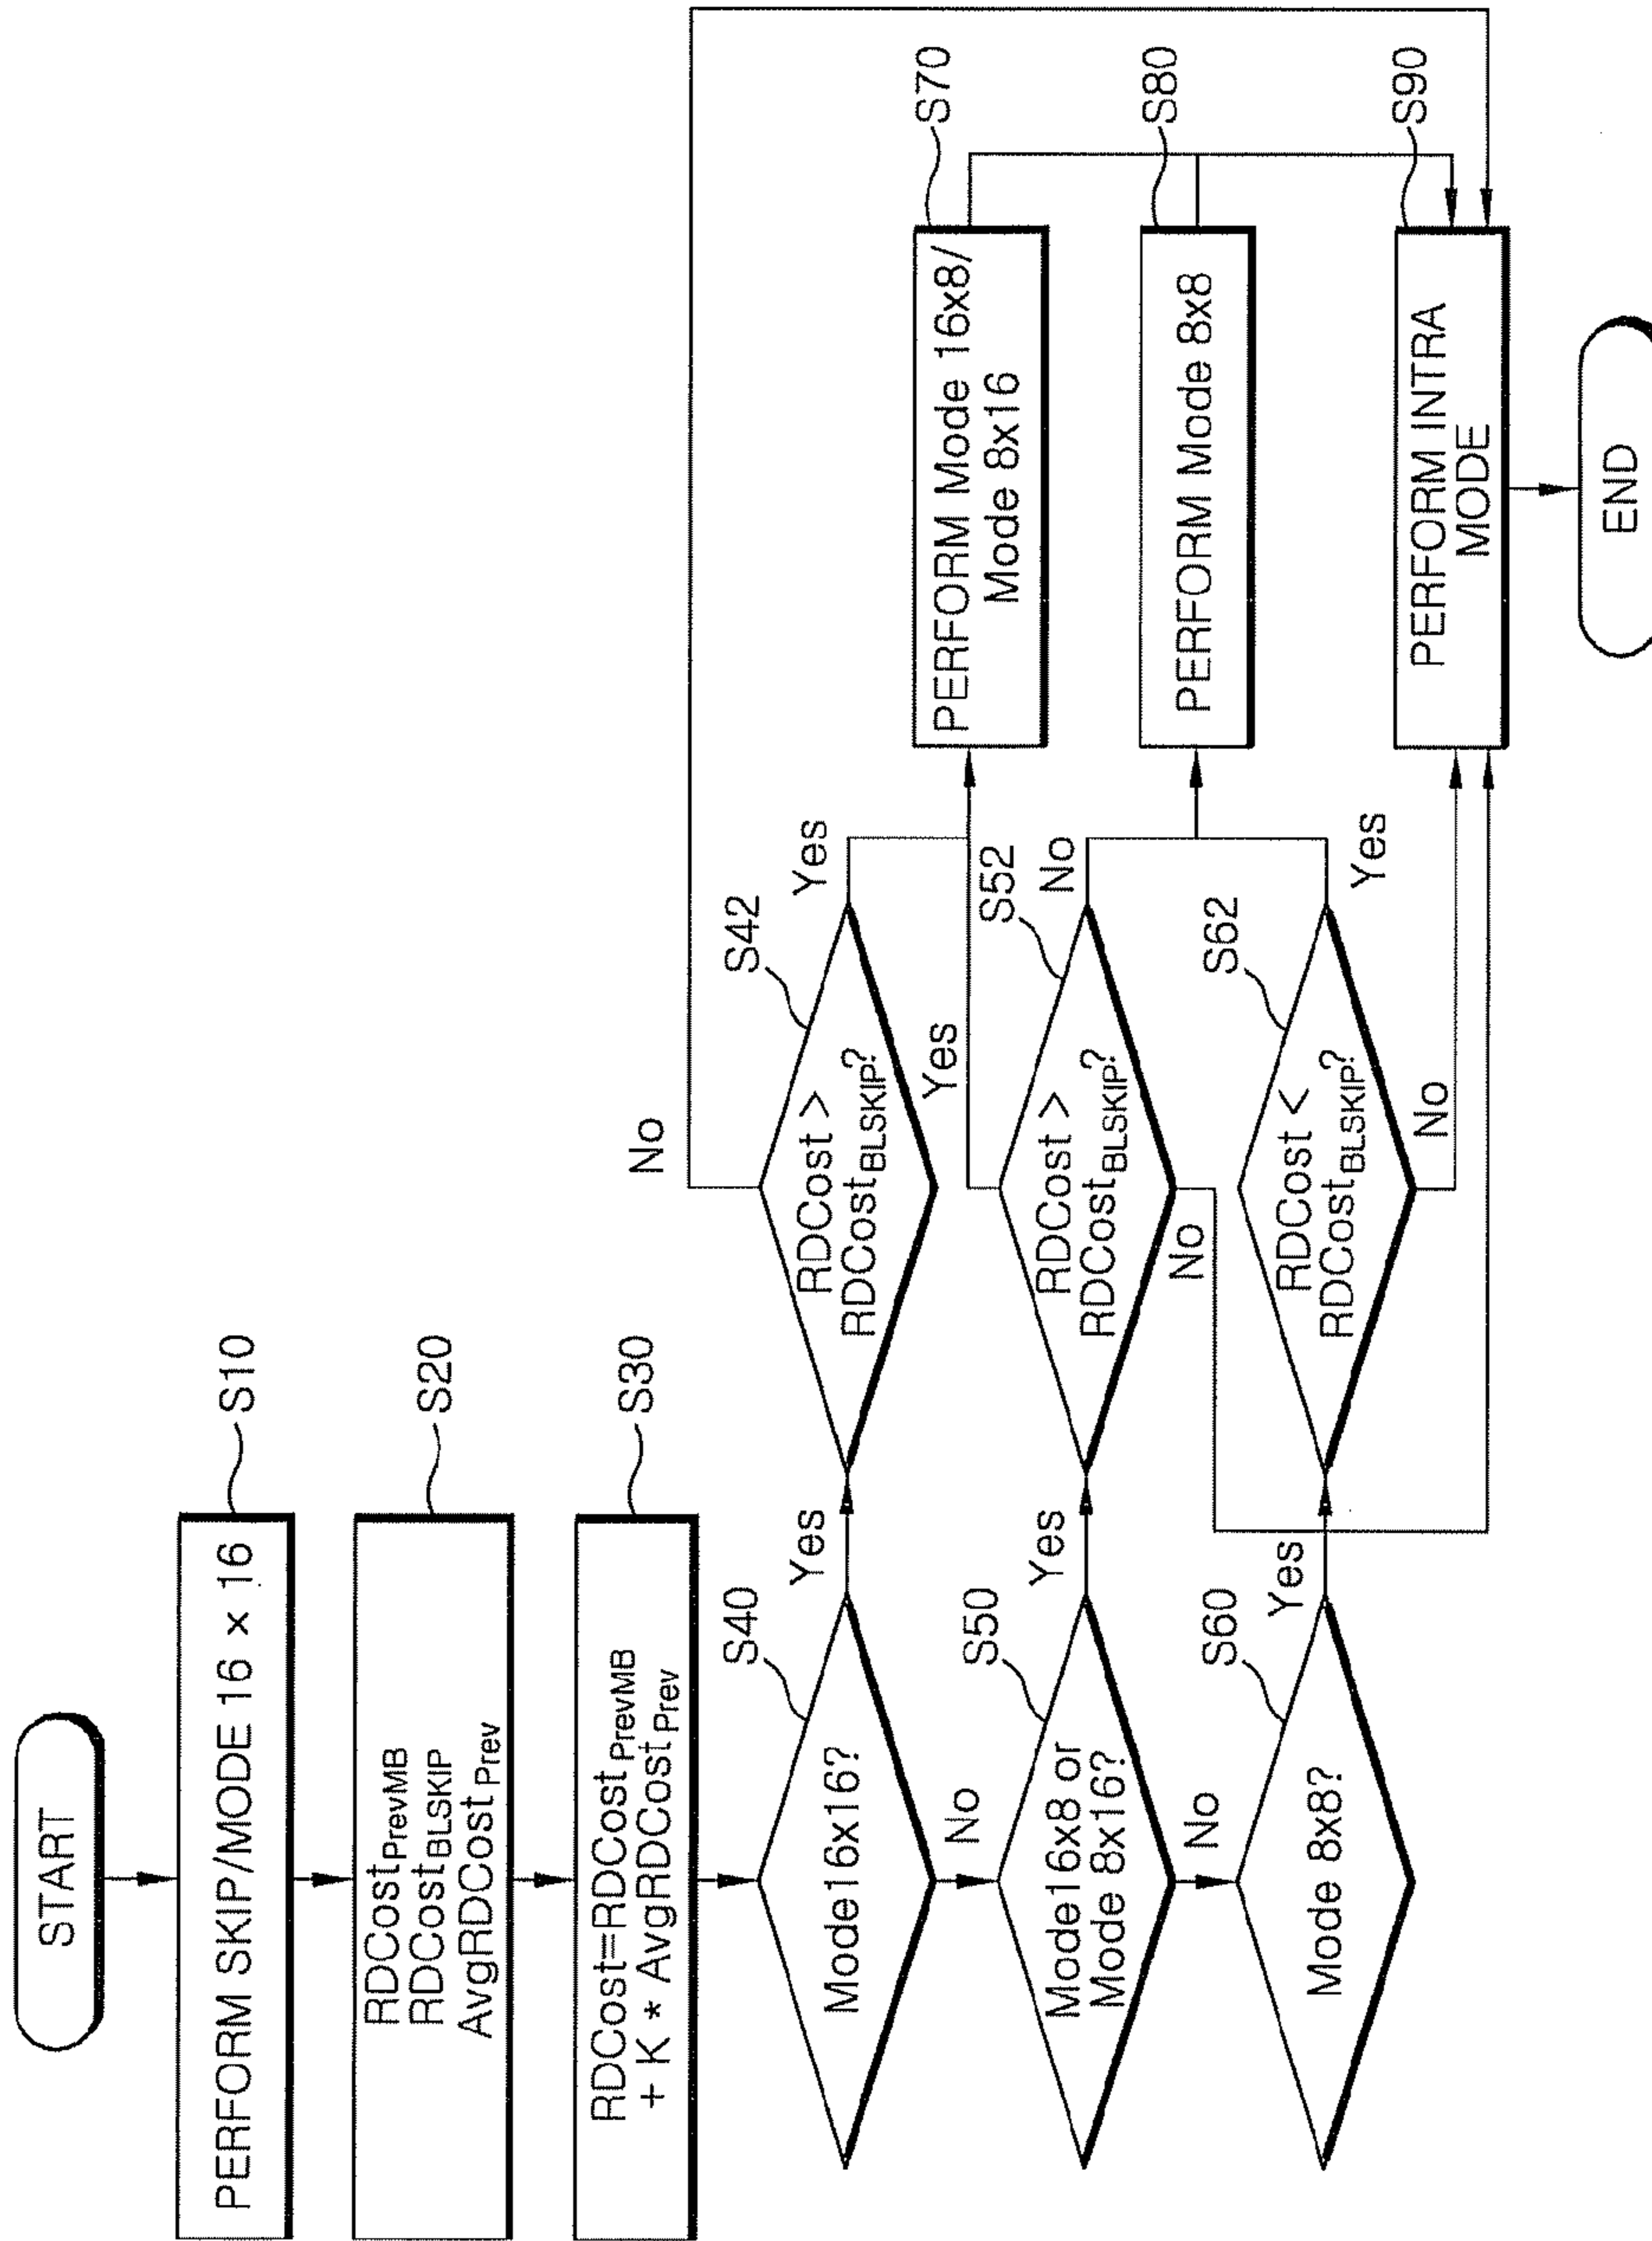 START
PERFORM SKIP/MODE 16 × 16
S10
RDCostPrevMB
RDCostBLSKIP
AvgRDCostPrev
S20
RDCost=RDCostPrevMB
+ K * AvgRDCostPrev
S30
Mode16x16?
S40
Yes
No
RDCost >
RDCostBLSKIP?
S42
No
Yes
PERFORM Mode 16x8/
Mode 8x16
S70
Mode16x8 or
Mode 8x16?
S50
Yes
No
RDCost >
RDCostBLSKIP?
S52
Yes
No
No
PERFORM Mode 8x8
S80
Mode 8x8?
S60
Yes
RDCost <
RDCostBLSKIP?
S62
Yes
No
PERFORM INTRA
MODE
S90
END